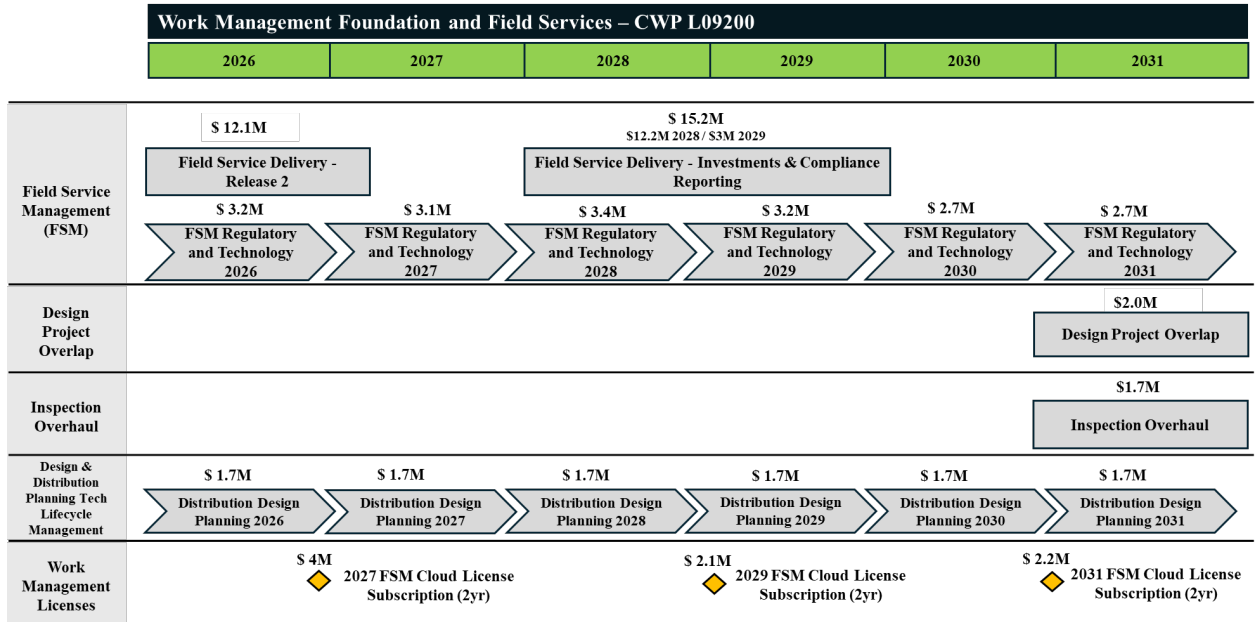 Work Management Foundation and Field Services – CWP L09200
2026
2027
2028
2029
2030
2031
Field Service
Management
(FSM)
$ 12.1M
Field Service Delivery -
Release 2
$ 15.2M
$12.2M 2028 / $3M 2029
Field Service Delivery - Investments & Compliance
Reporting
$ 3.2M
FSM Regulatory
and Technology
2026
$ 3.1M
FSM Regulatory
and Technology
2027
$ 3.4M
FSM Regulatory
and Technology
2028
$ 3.2M
FSM Regulatory
and Technology
2029
$ 2.7M
FSM Regulatory
and Technology
2030
$ 2.7M
FSM Regulatory
and Technology
2031
Design
Project
Overlap
$2.0M
Design Project Overlap
Inspection
Overhaul
$1.7M
Inspection Overhaul
Design &
Distribution
Planning Tech
Lifecycle
Management
$ 1.7M
Distribution Design
Planning 2026
$ 1.7M
Distribution Design
Planning 2027
$ 1.7M
Distribution Design
Planning 2028
$ 1.7M
Distribution Design
Planning 2029
$ 1.7M
Distribution Design
Planning 2030
$ 1.7M
Distribution Design
Planning 2031
Work
Management
Licenses
$ 4M
2027 FSM Cloud License
Subscription (2yr)
$ 2.1M
2029 FSM Cloud License
Subscription (2yr)
$ 2.2M
2031 FSM Cloud License
Subscription (2yr)